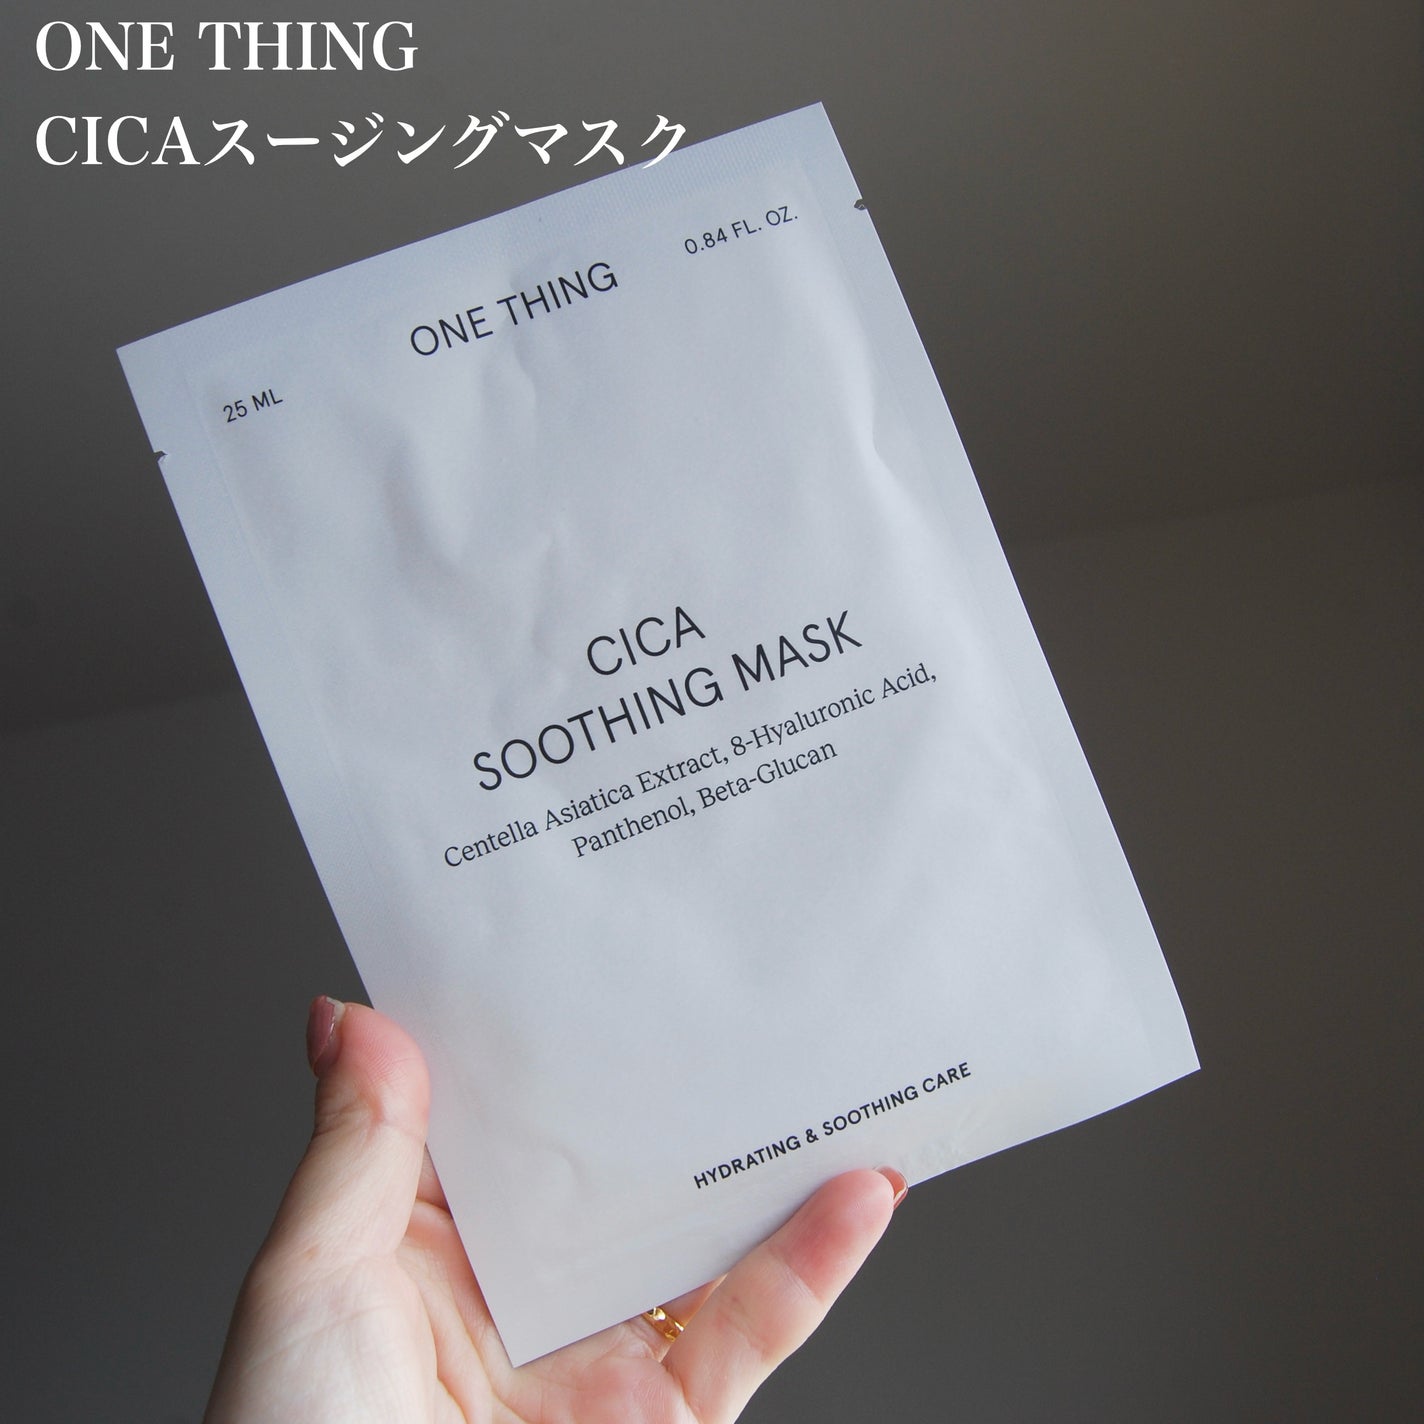 ONE THING
CICAスージングマスク
0.84 FL. OZ.
ONE THING
25 ML
CICA
SOOTHING MASK
Centella Asiatica Extract, 8-Hyaluronic Acid,
Panthenol, Beta-Glucan
HYDRATING & SOOTHING CARE